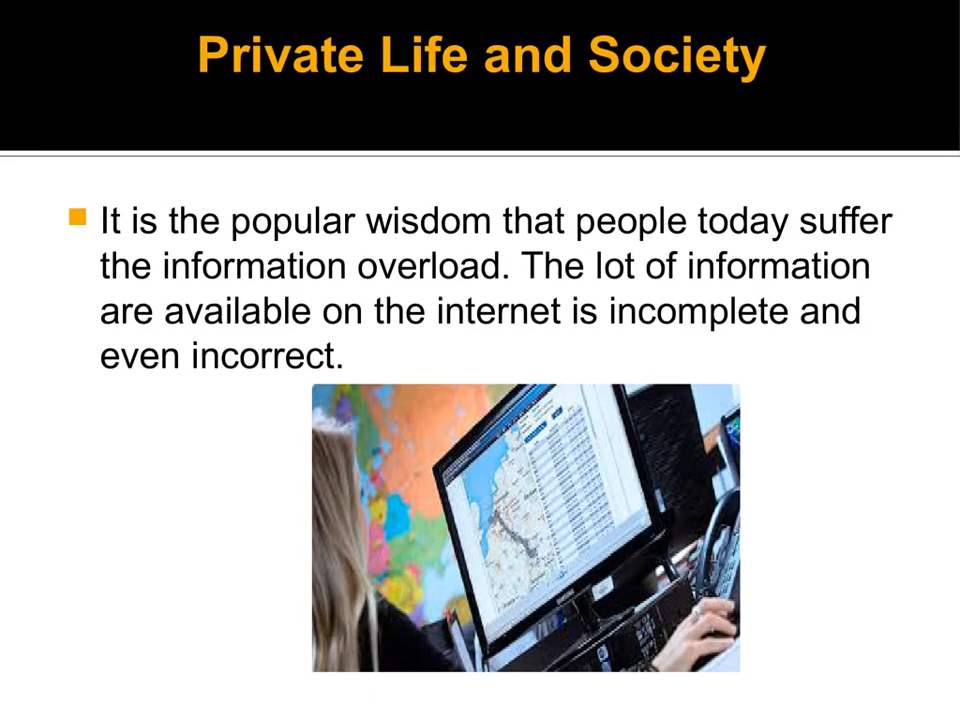 Private Life and Society
It is the popular wisdom that people today suffer
the information overload. The lot of information
are available on the internet is incomplete and
even incorrect.